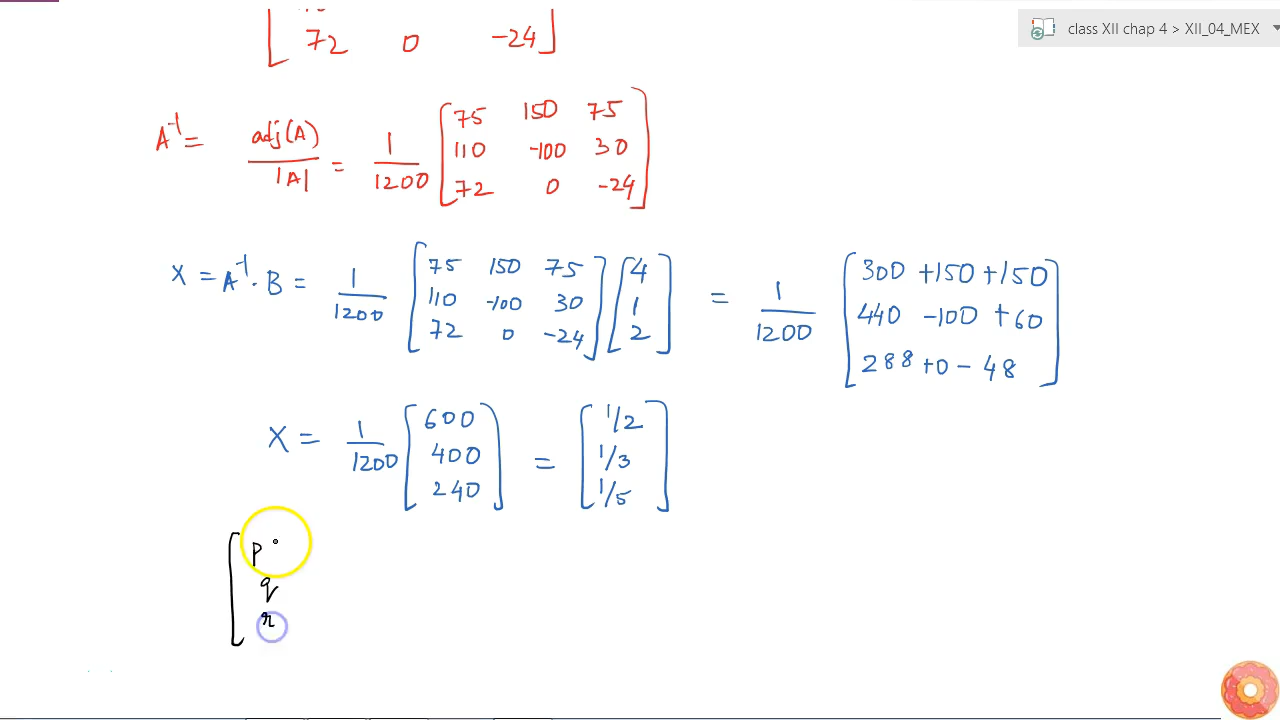 class XII chap 4 > XII_04_MEX
72 0 -24
A⁻¹ = adj(A) / |A| = 1/1200 [75 150 75
110 -100 30
72 0 -24]
X = A⁻¹ · B = 1/1200 [75 150 75
110 -100 30
72 0 -24] [4
1
2] = 1/1200 [300 +150 +150
440 -100 +60
288 +0 - 48]
X = 1/1200 [600
400
240] = [1/2
1/3
1/5]
[p
q
r